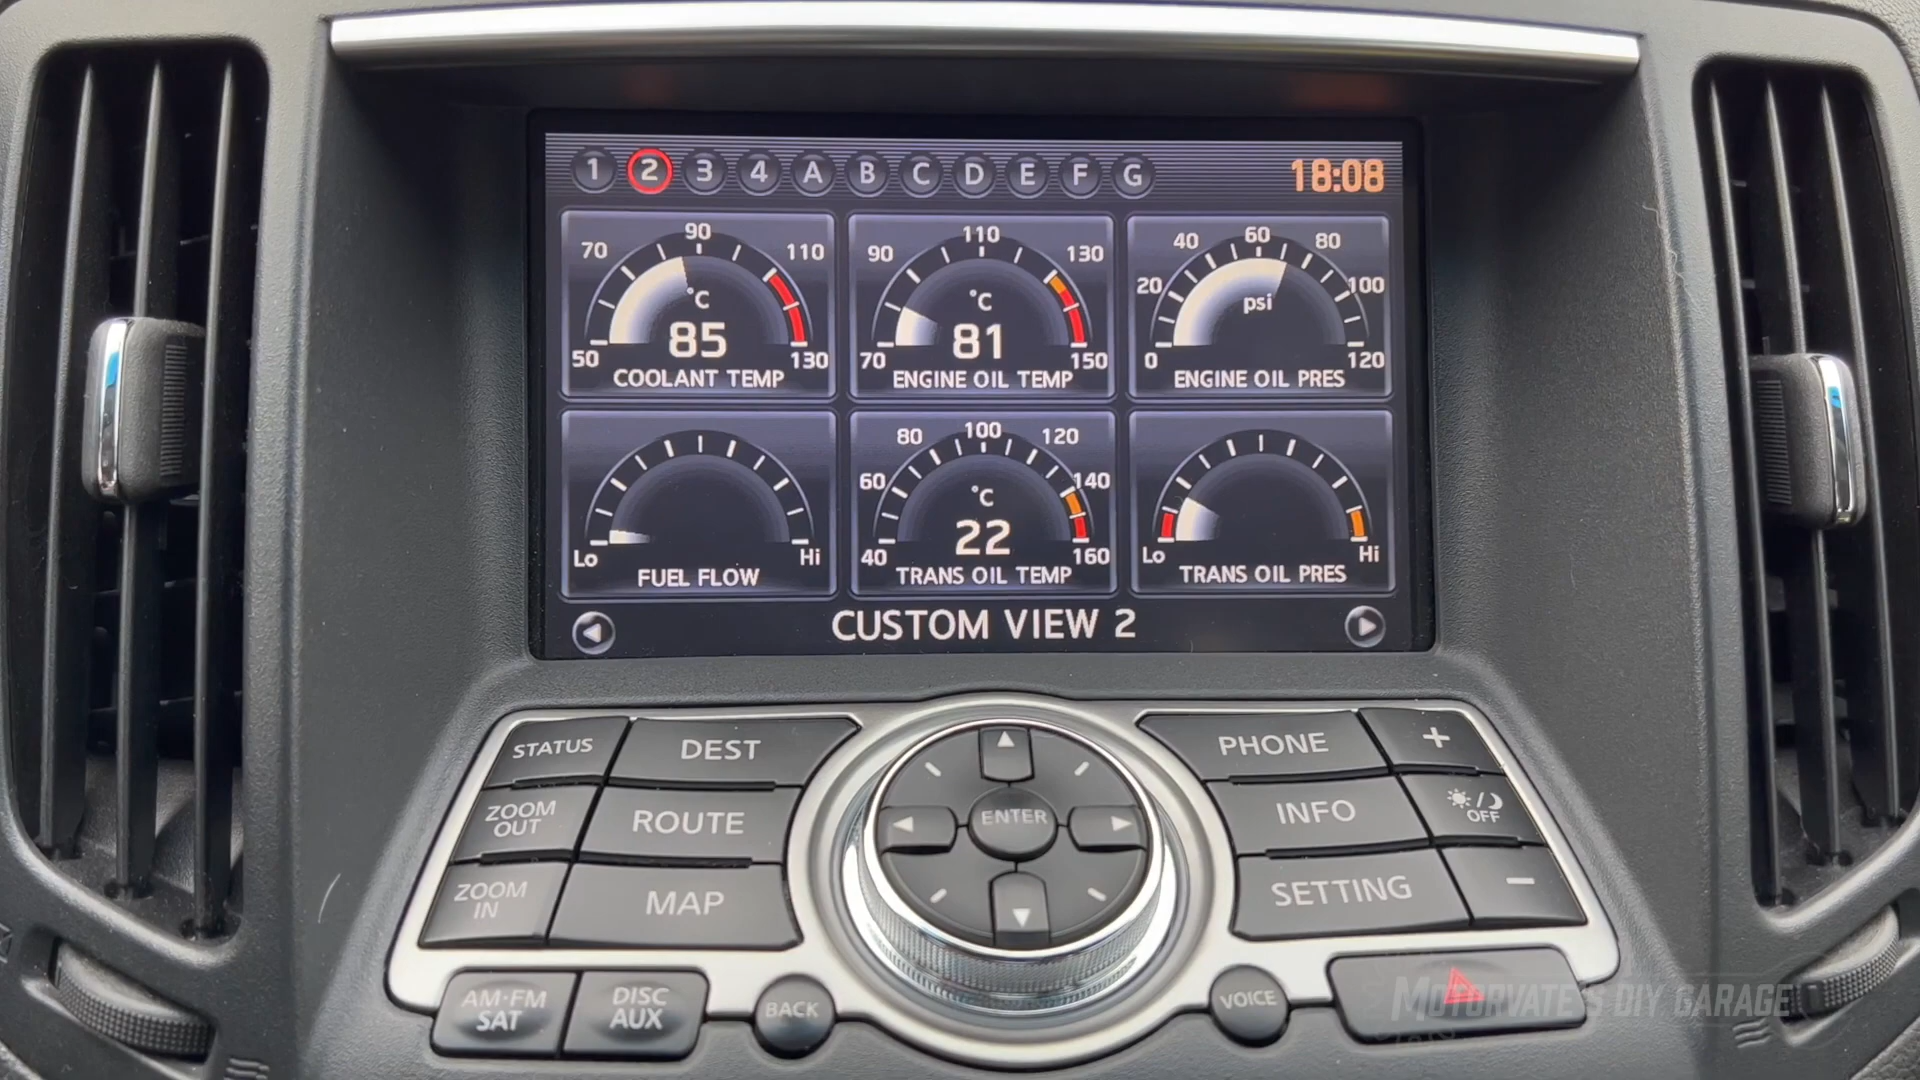 1 2 3 4 A B C D E F G 18:08
50 70 90 110 130
°C
85
COOLANT TEMP
70 90 110 130 150
°C
81
ENGINE OIL TEMP
0 20 40 60 80 100 120
psi
ENGINE OIL PRES
Lo Hi
FUEL FLOW
40 60 80 100 120 140 160
°C
22
TRANS OIL TEMP
Lo Hi
TRANS OIL PRES
CUSTOM VIEW 2
STATUS
DEST
ZOOM
OUT
ROUTE
ZOOM
IN
MAP
ENTER
PHONE
+
INFO
OFF
SETTING
−
AM·FM
SAT
DISC
AUX
BACK
VOICE
MOTORVATE'S DIY GARAGE